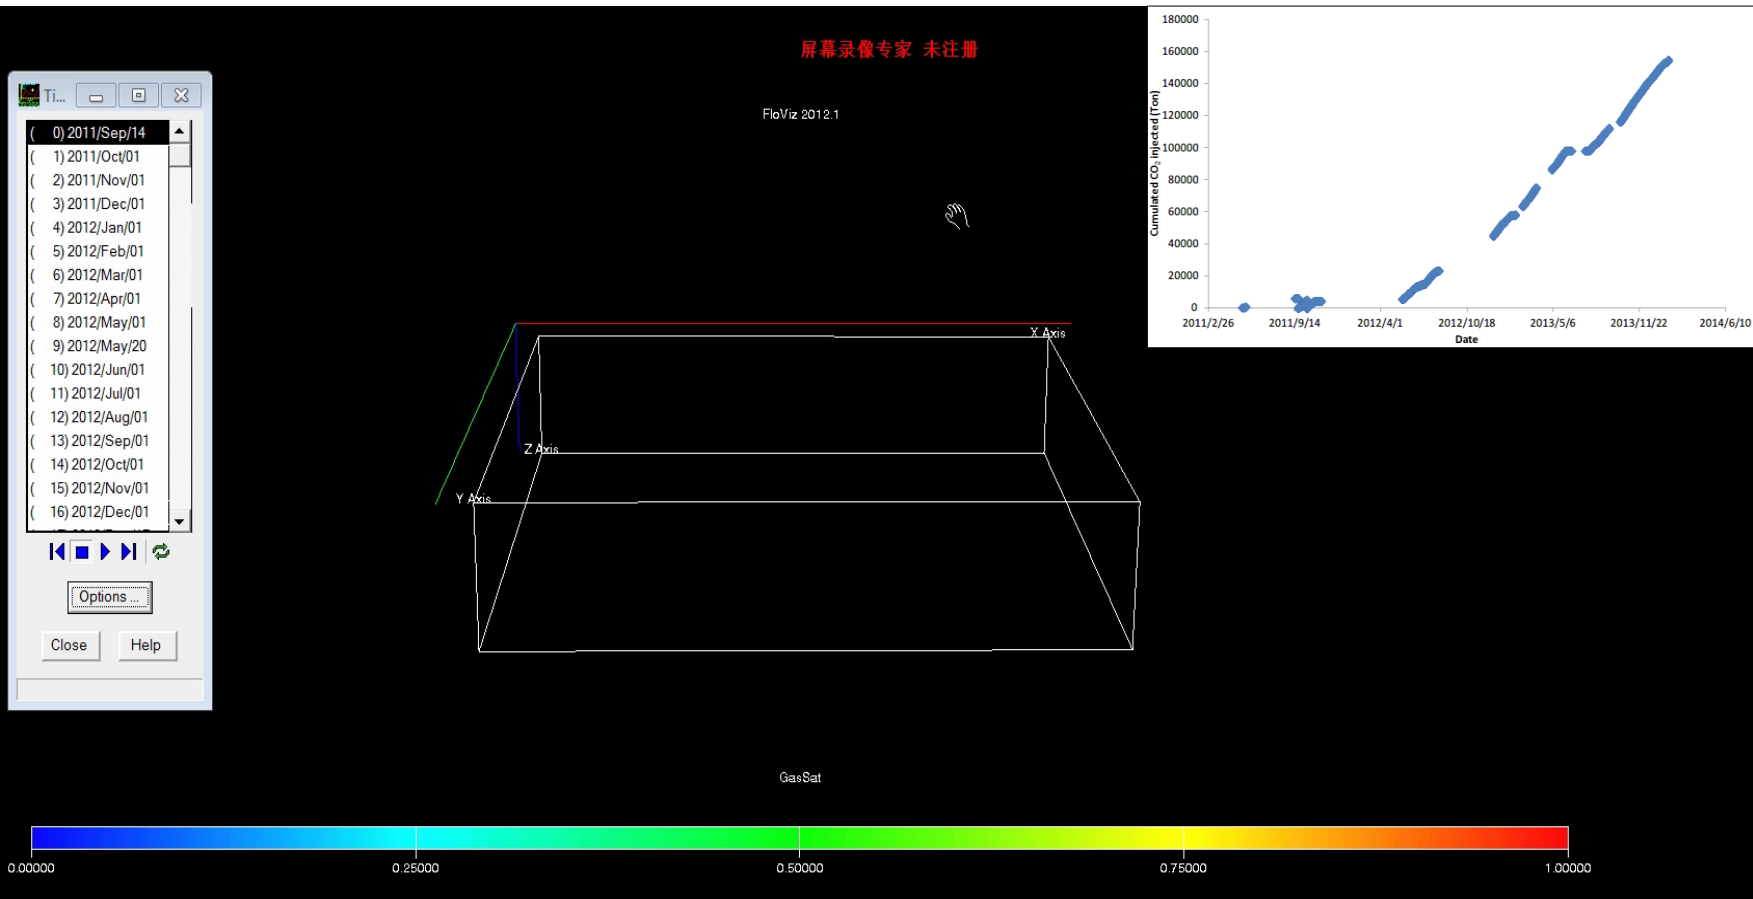 屏幕录像专家 未注册
FloViz 2012.1
Ti...
( 0) 2011/Sep/14
( 1) 2011/Oct/01
( 2) 2011/Nov/01
( 3) 2011/Dec/01
( 4) 2012/Jan/01
( 5) 2012/Feb/01
( 6) 2012/Mar/01
( 7) 2012/Apr/01
( 8) 2012/May/01
( 9) 2012/May/20
( 10) 2012/Jun/01
( 11) 2012/Jul/01
( 12) 2012/Aug/01
( 13) 2012/Sep/01
( 14) 2012/Oct/01
( 15) 2012/Nov/01
( 16) 2012/Dec/01
Options ...
Close Help
X Axis
Z Axis
Y Axis
Cumulated CO₂ injected (Ton)
180000
160000
140000
120000
100000
80000
60000
40000
20000
0
2011/2/26 2011/9/14 2012/4/1 2012/10/18 2013/5/6 2013/11/22 2014/6/10
Date
GasSat
0.00000 0.25000 0.50000 0.75000 1.00000